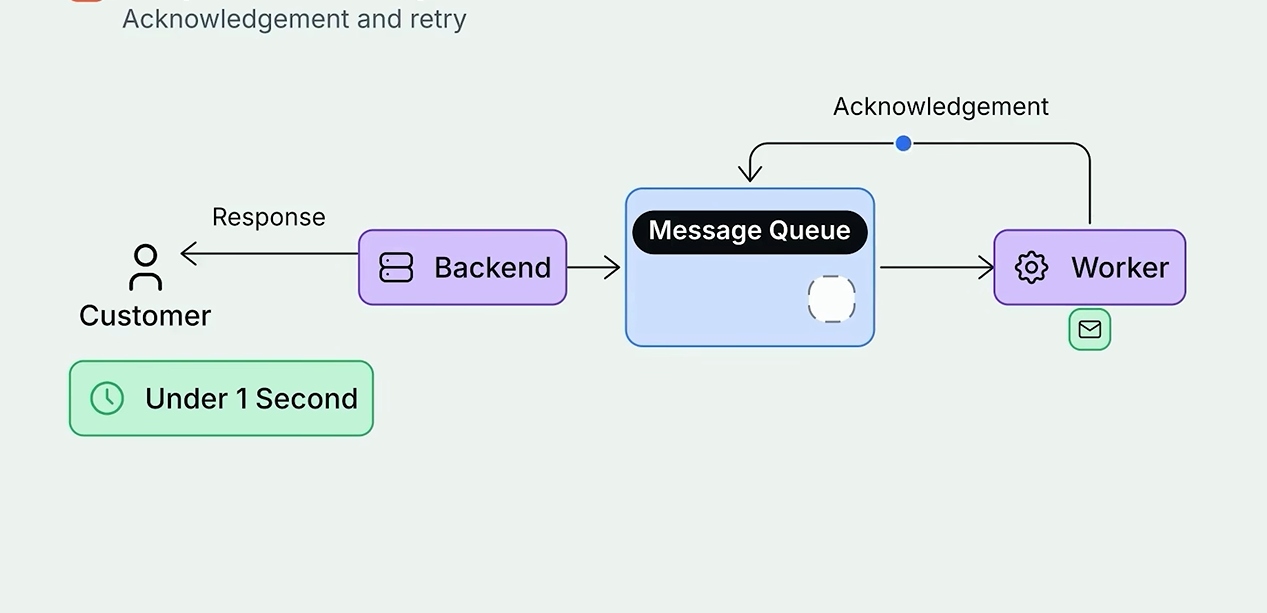 Acknowledgement and retry
Acknowledgement
Response
Message Queue
Backend
Worker
Customer
Under 1 Second